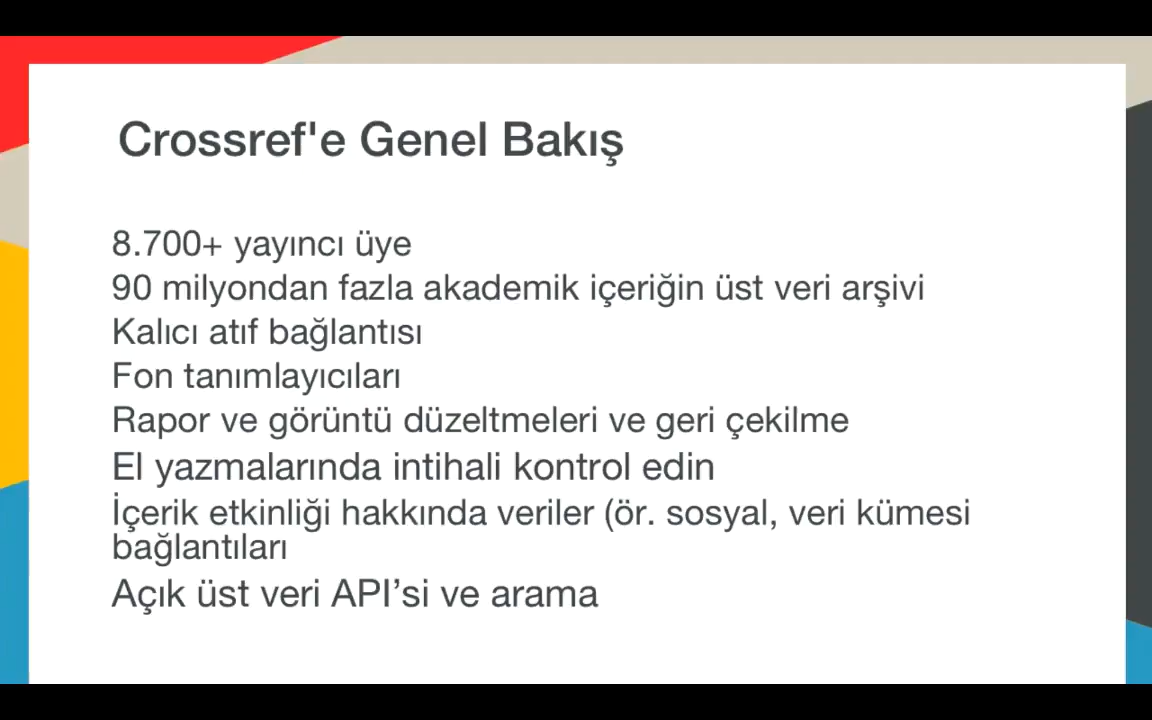 Crossref'e Genel Bakış
8.700+ yayıncı üye
90 milyondan fazla akademik içeriğin üst veri arşivi
Kalıcı atıf bağlantısı
Fon tanımlayıcıları
Rapor ve görüntü düzeltmeleri ve geri çekilme
El yazmalarında intihali kontrol edin
İçerik etkinliği hakkında veriler (ör. sosyal, veri kümesi
bağlantıları
Açık üst veri API’si ve arama